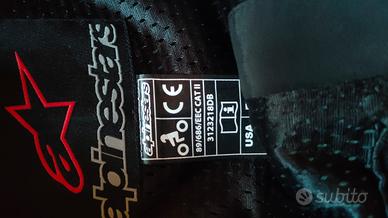 alpinestars
alpinestars
CE
89/686/EEC CAT II
3123218DB
i
USA
subito